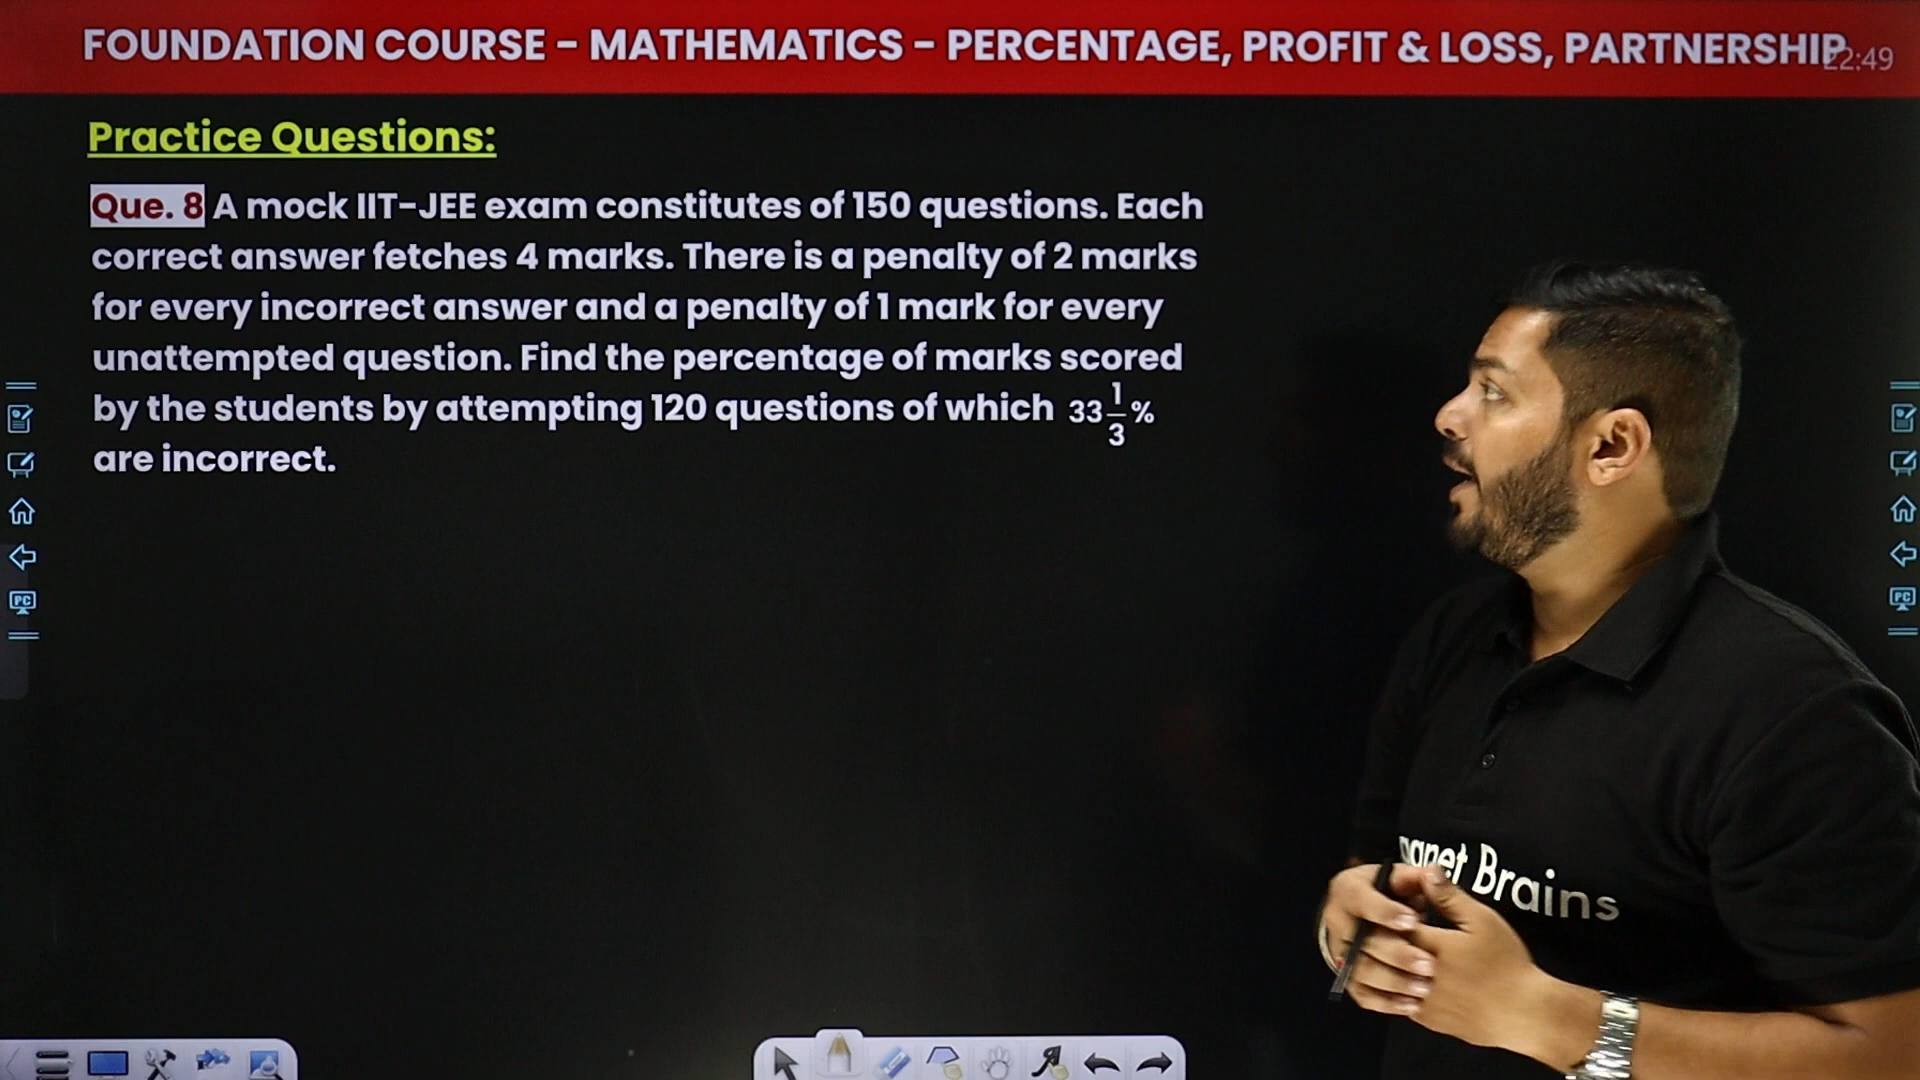 FOUNDATION COURSE - MATHEMATICS - PERCENTAGE, PROFIT & LOSS, PARTNERSHIP
22:49
Practice Questions:
Que. 8 A mock IIT-JEE exam constitutes of 150 questions. Each
correct answer fetches 4 marks. There is a penalty of 2 marks
for every incorrect answer and a penalty of 1 mark for every
unattempted question. Find the percentage of marks scored
by the students by attempting 120 questions of which 33 1/3 %
are incorrect.
PC
PC
Brains